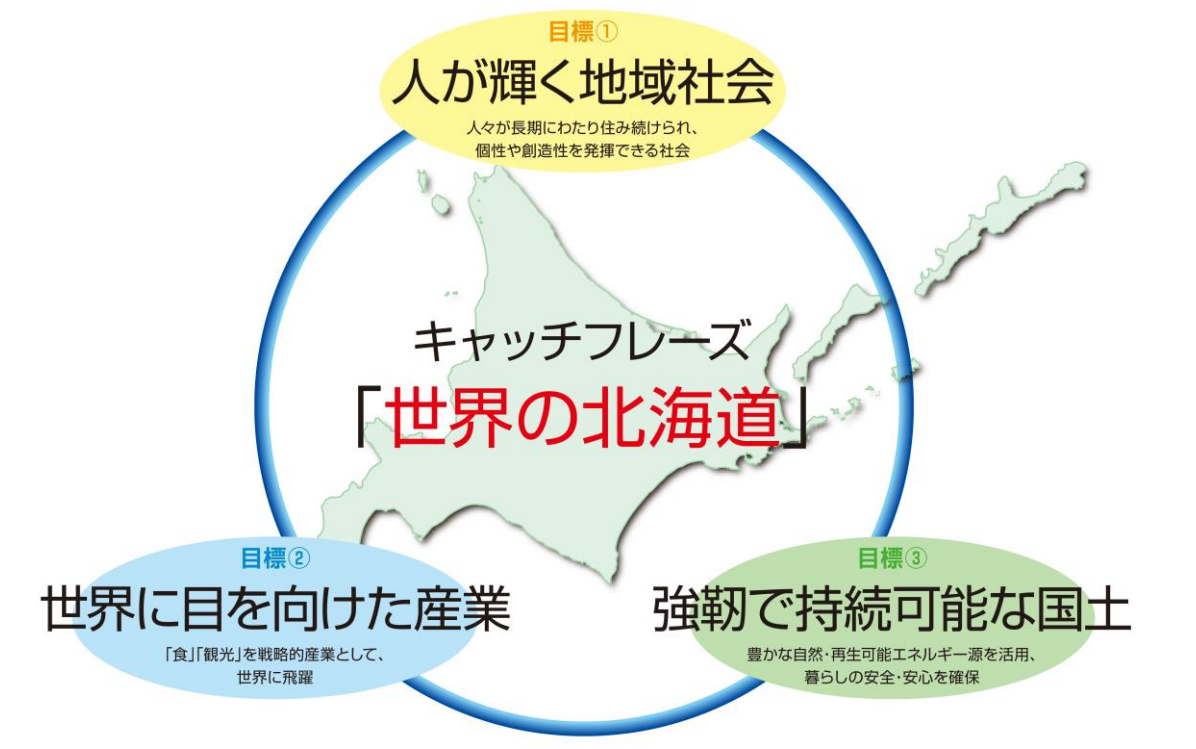 目標①
人が輝く地域社会
人々が長期にわたり住み続けられ、
個性や創造性を発揮できる社会
キャッチフレーズ
「世界の北海道」
目標②
世界に目を向けた産業
「食」「観光」を戦略的産業として、
世界に飛躍
目標③
強靭で持続可能な国土
豊かな自然・再生可能エネルギー源を活用、
暮らしの安全・安心を確保